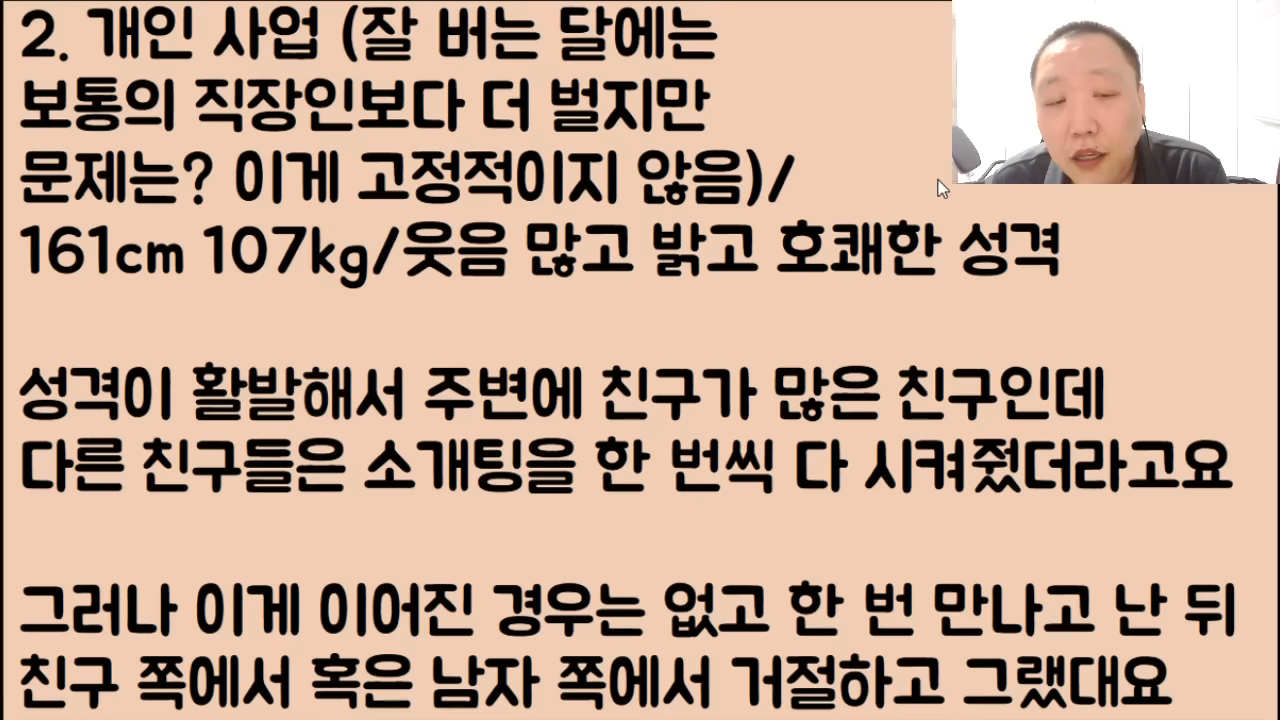 2. 개인 사업 (잘 버는 달에는
보통의 직장인보다 더 벌지만
문제는? 이게 고정적이지 않음)/
161cm 107kg/웃음 많고 밝고 호쾌한 성격
성격이 활발해서 주변에 친구가 많은 친구인데
다른 친구들은 소개팅을 한 번씩 다 시켜줬더라고요
그러나 이게 이어진 경우는 없고 한 번 만나고 난 뒤
친구 쪽에서 혹은 남자 쪽에서 거절하고 그랬대요